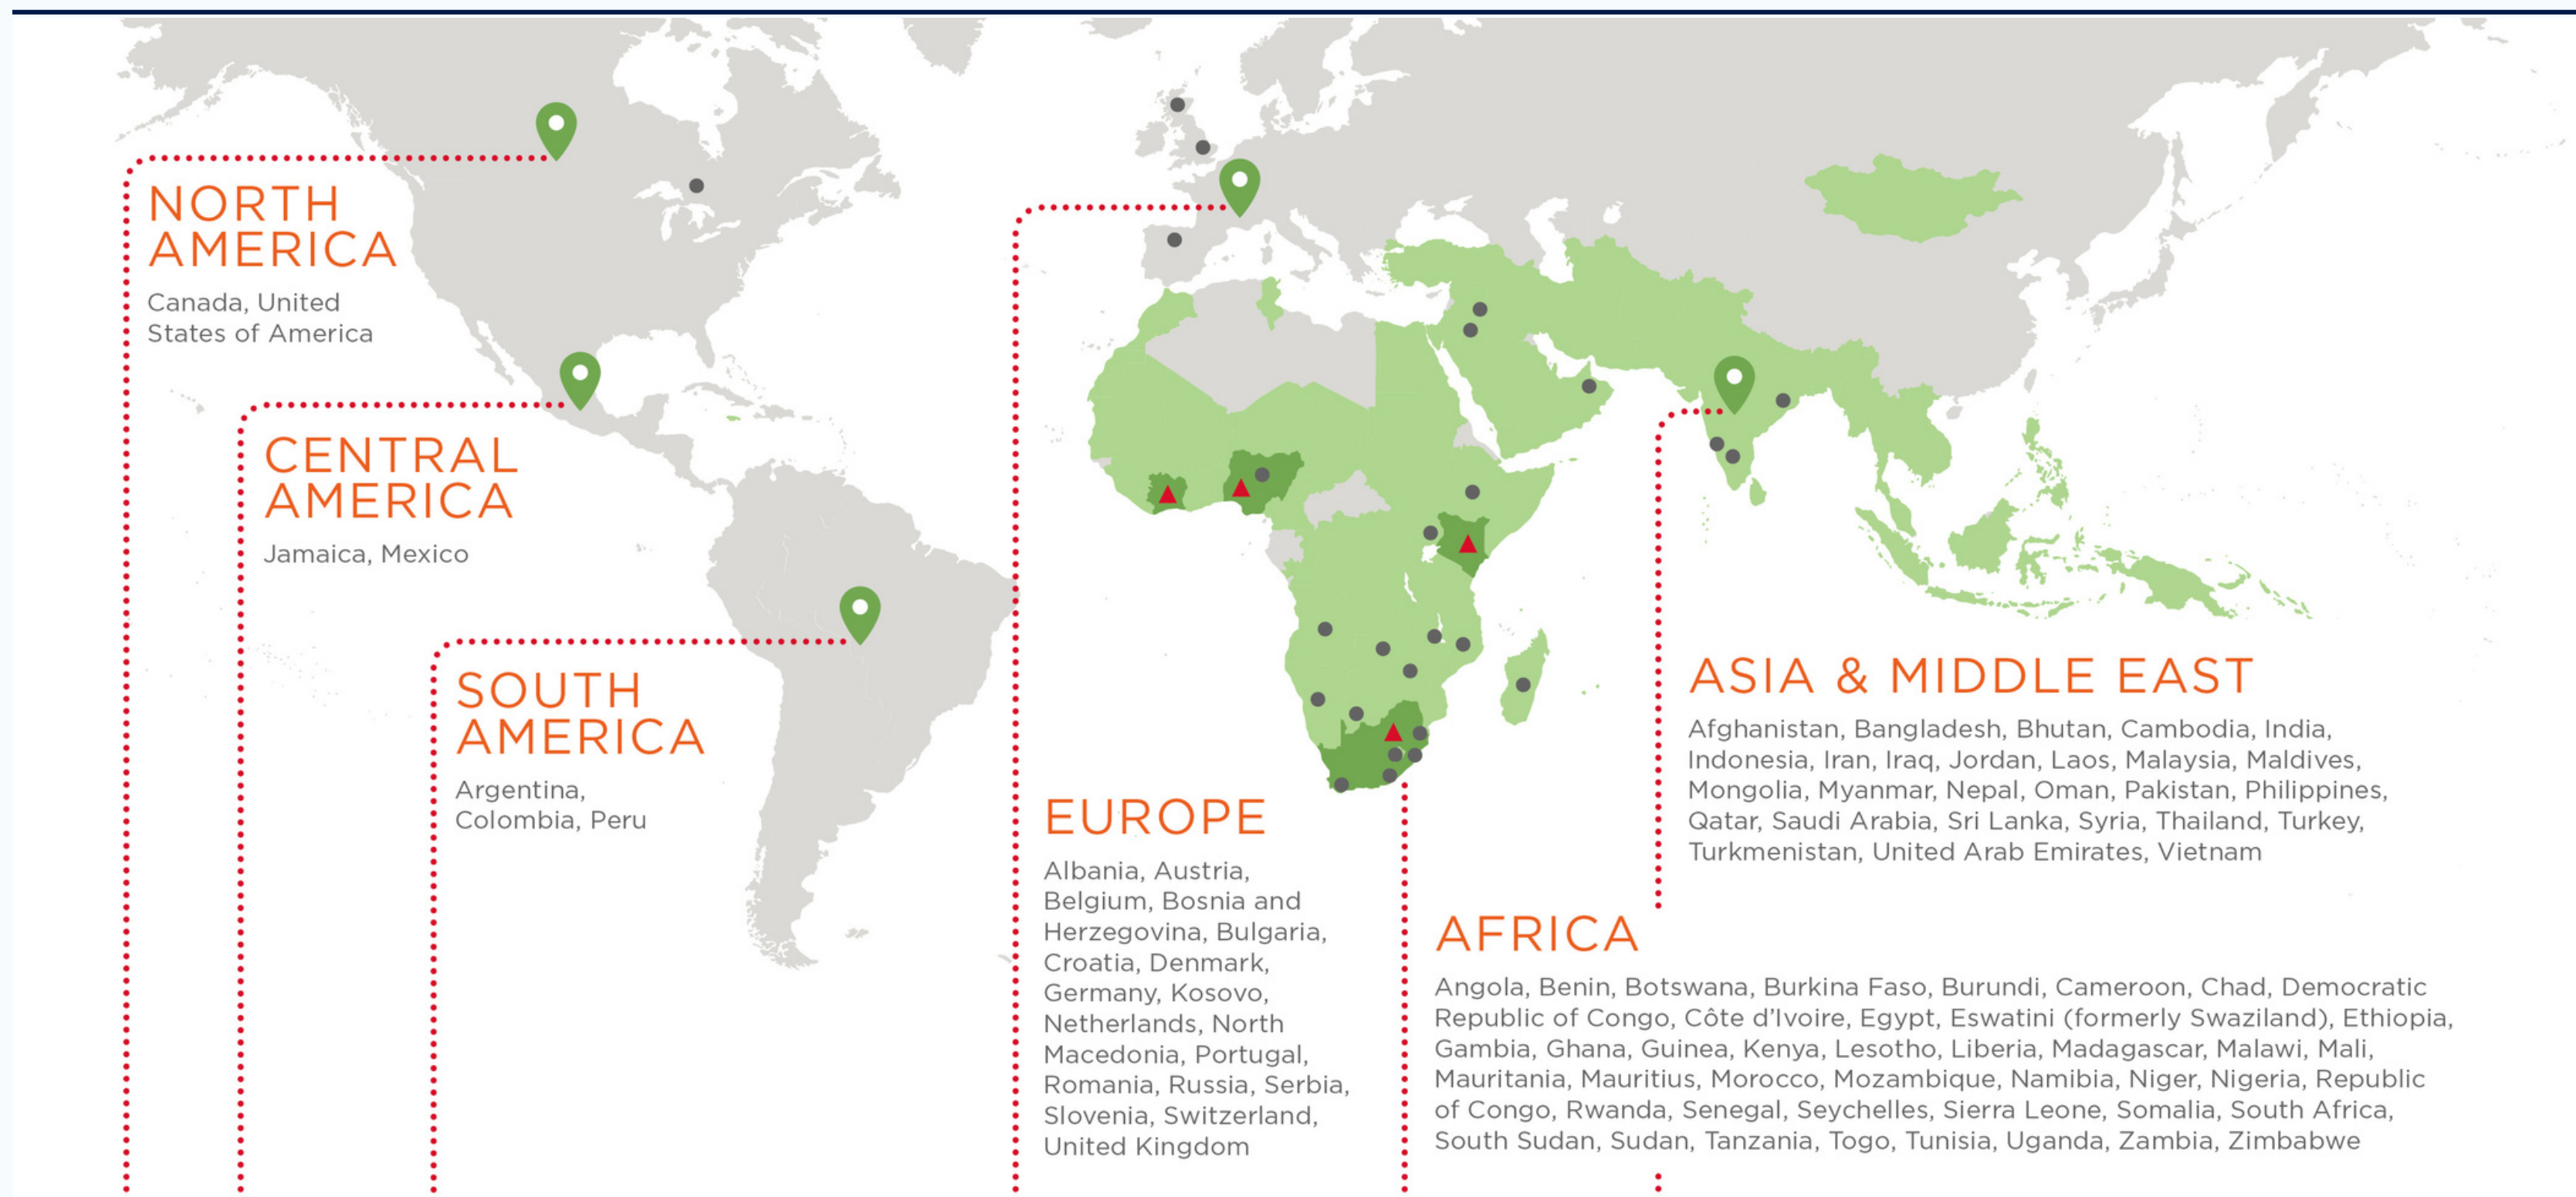 NORTH
AMERICA
Canada, United
States of America
CENTRAL
AMERICA
Jamaica, Mexico
SOUTH
AMERICA
Argentina,
Colombia, Peru
EUROPE
Albania, Austria,
Belgium, Bosnia and
Herzegovina, Bulgaria,
Croatia, Denmark,
Germany, Kosovo,
Netherlands, North
Macedonia, Portugal,
Romania, Russia, Serbia,
Slovenia, Switzerland,
United Kingdom
ASIA & MIDDLE EAST
Afghanistan, Bangladesh, Bhutan, Cambodia, India,
Indonesia, Iran, Iraq, Jordan, Laos, Malaysia, Maldives,
Mongolia, Myanmar, Nepal, Oman, Pakistan, Philippines,
Qatar, Saudi Arabia, Sri Lanka, Syria, Thailand, Turkey,
Turkmenistan, United Arab Emirates, Vietnam
AFRICA
Angola, Benin, Botswana, Burkina Faso, Burundi, Cameroon, Chad, Democratic
Republic of Congo, Côte d’Ivoire, Egypt, Eswatini (formerly Swaziland), Ethiopia,
Gambia, Ghana, Guinea, Kenya, Lesotho, Liberia, Madagascar, Malawi, Mali,
Mauritania, Mauritius, Morocco, Mozambique, Namibia, Niger, Nigeria, Republic
of Congo, Rwanda, Senegal, Seychelles, Sierra Leone, Somalia, South Africa,
South Sudan, Sudan, Tanzania, Togo, Tunisia, Uganda, Zambia, Zimbabwe